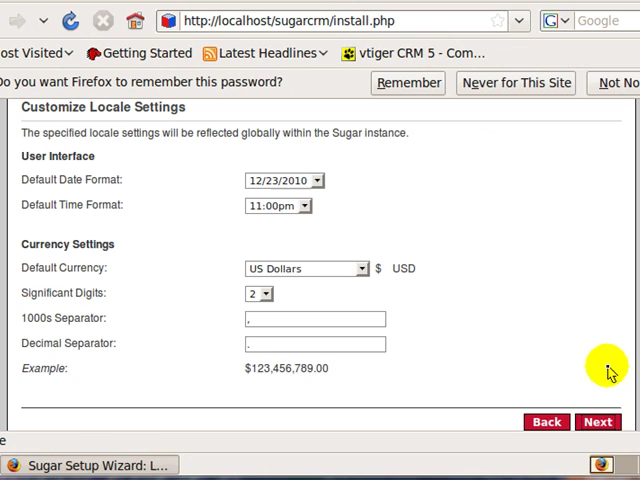 http://localhost/sugarcrm/install.php
Google
ost Visited
Getting Started
Latest Headlines
vtiger CRM 5 - Com...
Do you want Firefox to remember this password?
Remember
Never for This Site
Not No
Customize Locale Settings
The specified locale settings will be reflected globally within the Sugar instance.
User Interface
Default Date Format: 12/23/2010
Default Time Format: 11:00pm
Currency Settings
Default Currency: US Dollars $ USD
Significant Digits: 2
1000s Separator: ,
Decimal Separator: .
Example: $123,456,789.00
Back Next
e
Sugar Setup Wizard: L...